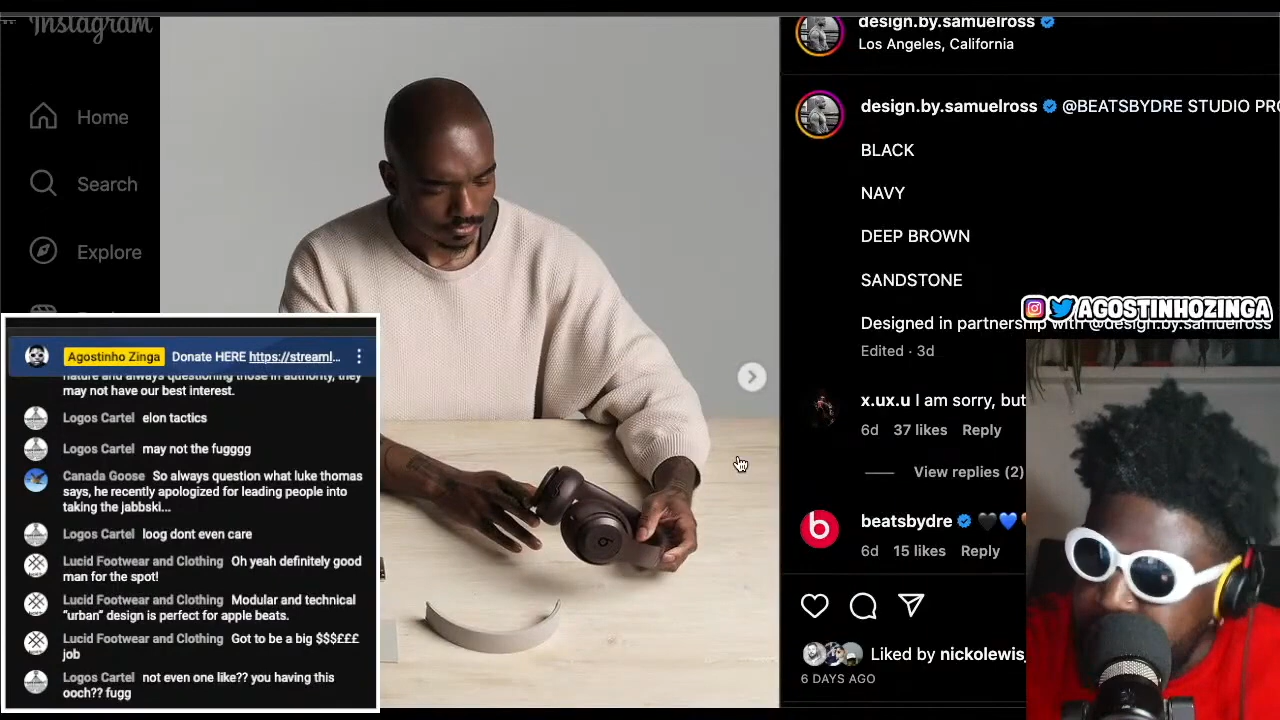 Instagram
Home
Search
Explore
design.by.samuelross
Los Angeles, California
design.by.samuelross @BEATSBYDRE STUDIO PRO
BLACK
NAVY
DEEP BROWN
SANDSTONE
Designed in partnership with @design.by.samuelross
Edited · 3d
x.ux.u I am sorry, but
6d 37 likes Reply
View replies (2)
beatsbydre
6d 15 likes Reply
Liked by nickolewis_
6 DAYS AGO
AGOSTINHOZINGA
Agostinho Zinga Donate HERE https://streaml...
nature and always questioning those in authority, they
may not have our best interest.
Logos Cartel elon tactics
Logos Cartel may not the fugggg
Canada Goose So always question what luke thomas
says, he recently apologized for leading people into
taking the jabbski...
Logos Cartel loog dont even care
Lucid Footwear and Clothing Oh yeah definitely good
man for the spot!
Lucid Footwear and Clothing Modular and technical
"urban" design is perfect for apple beats.
Lucid Footwear and Clothing Got to be a big $$$£££
job
Logos Cartel not even one like?? you having this
ooch?? fugg